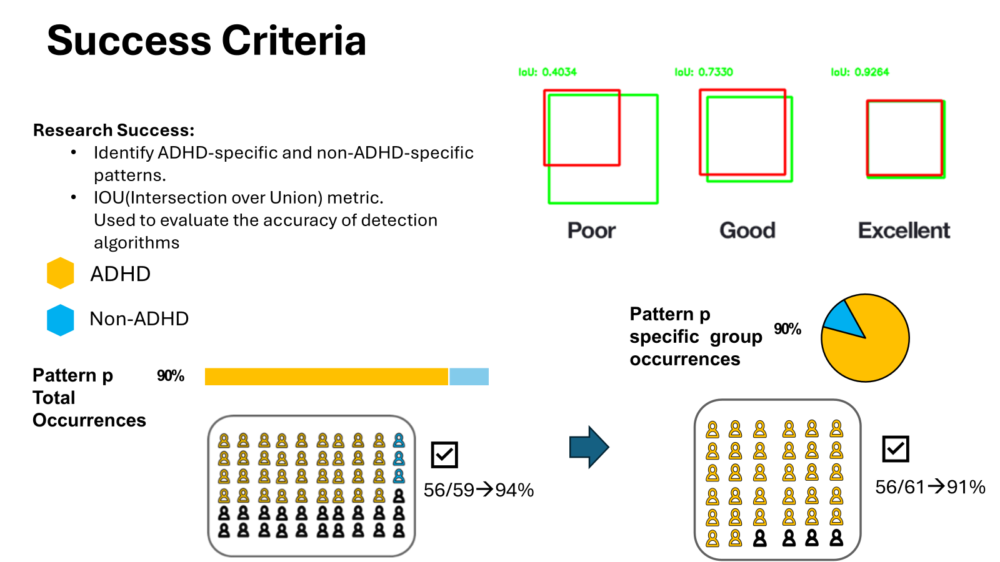 Success Criteria
IoU: 0.4034
IoU: 0.7330
IoU: 0.9264
Poor
Good
Excellent
Research Success:
• Identify ADHD-specific and non-ADHD-specific
patterns.
• IOU(Intersection over Union) metric.
Used to evaluate the accuracy of detection
algorithms
ADHD
Non-ADHD
Pattern p
Total
Occurrences
90%
56/59→94%
Pattern p
specific group
occurrences
90%
56/61→91%